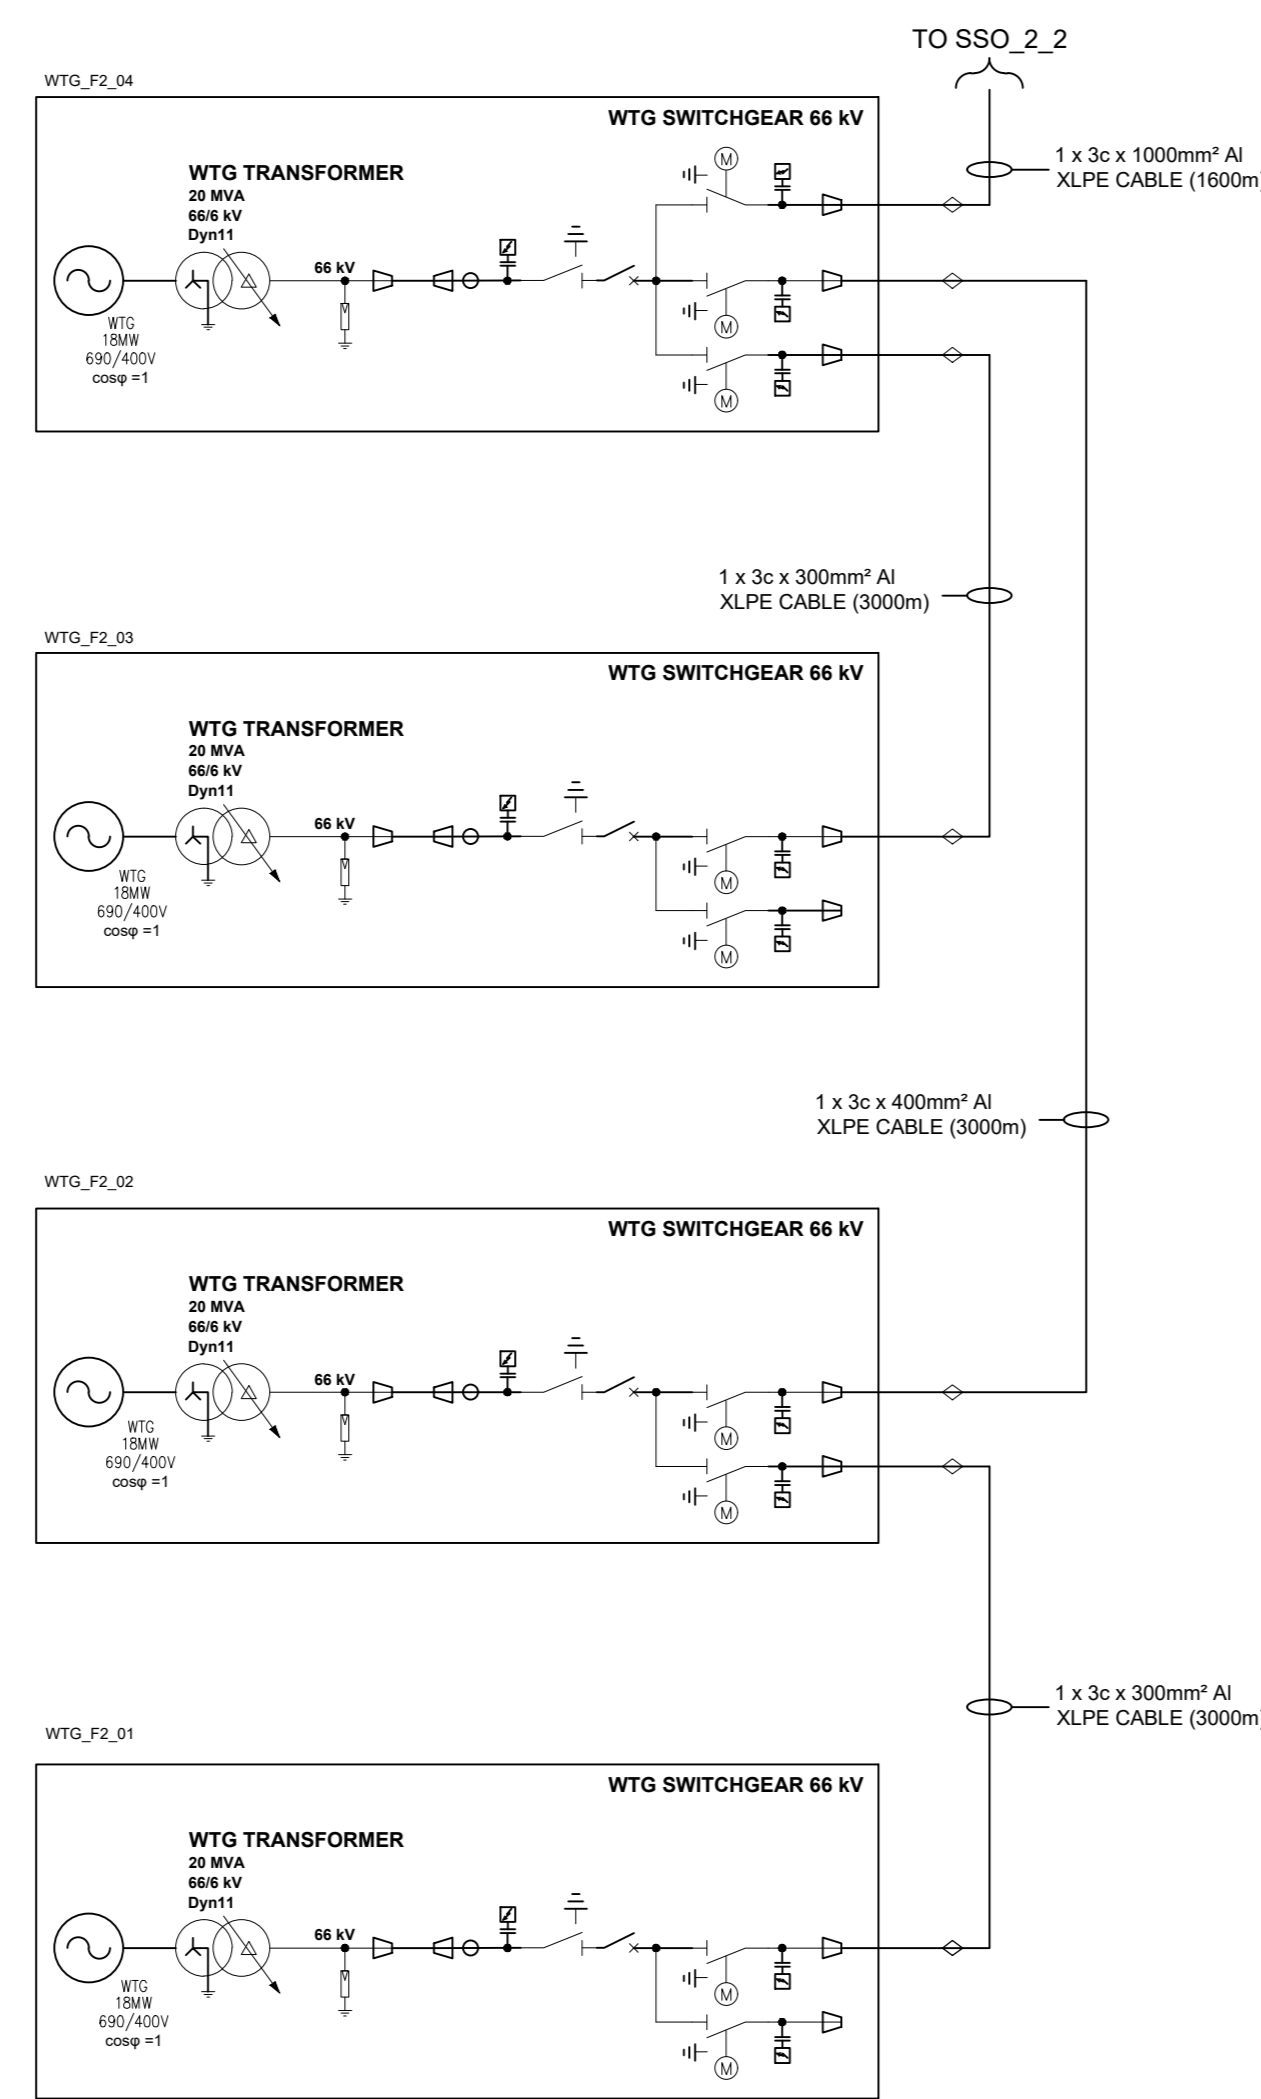 TO SSO_2_2
WTG_F2_04
WTG SWITCHGEAR 66 kV
1 x 3c x 1000mm² Al
XLPE CABLE (1600m)
WTG TRANSFORMER
20 MVA
66/6 kV
Dyn11
66 kV
M
M
M
WTG
18MW
690/400V
cosφ =1
1 x 3c x 300mm² Al
XLPE CABLE (3000m)
WTG_F2_03
WTG SWITCHGEAR 66 kV
WTG TRANSFORMER
20 MVA
66/6 kV
Dyn11
66 kV
M
M
WTG
18MW
690/400V
cosφ =1
1 x 3c x 400mm² Al
XLPE CABLE (3000m)
WTG_F2_02
WTG SWITCHGEAR 66 kV
WTG TRANSFORMER
20 MVA
66/6 kV
Dyn11
66 kV
M
M
WTG
18MW
690/400V
cosφ =1
1 x 3c x 300mm² Al
XLPE CABLE (3000m)
WTG_F2_01
WTG SWITCHGEAR 66 kV
WTG TRANSFORMER
20 MVA
66/6 kV
Dyn11
66 kV
M
M
WTG
18MW
690/400V
cosφ =1